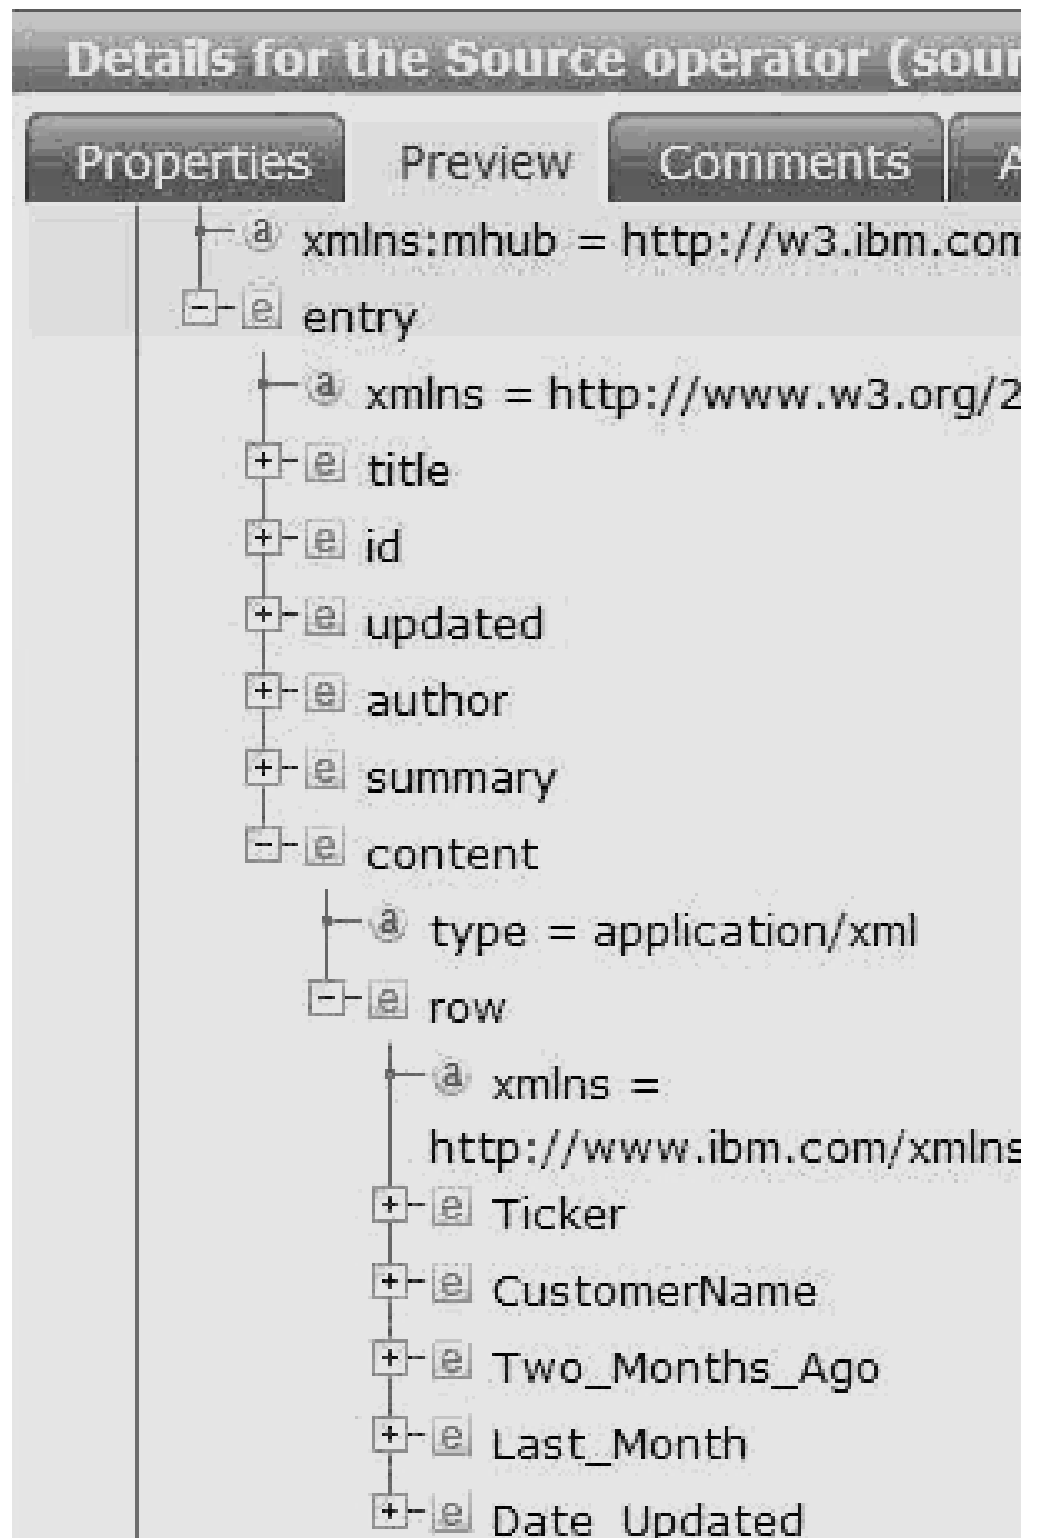 Details for the Source operator (sour
Properties Preview Comments A
a xmlns:mhub = http://w3.ibm.com
- e entry
a xmlns = http://www.w3.org/2
+ e title
+ e id
+ e updated
+ e author
+ e summary
- e content
a type = application/xml
- e row
a xmlns =
http://www.ibm.com/xmlns
+ e Ticker
+ e CustomerName
+ e Two_Months_Ago
+ e Last_Month
+ e Date_Updated